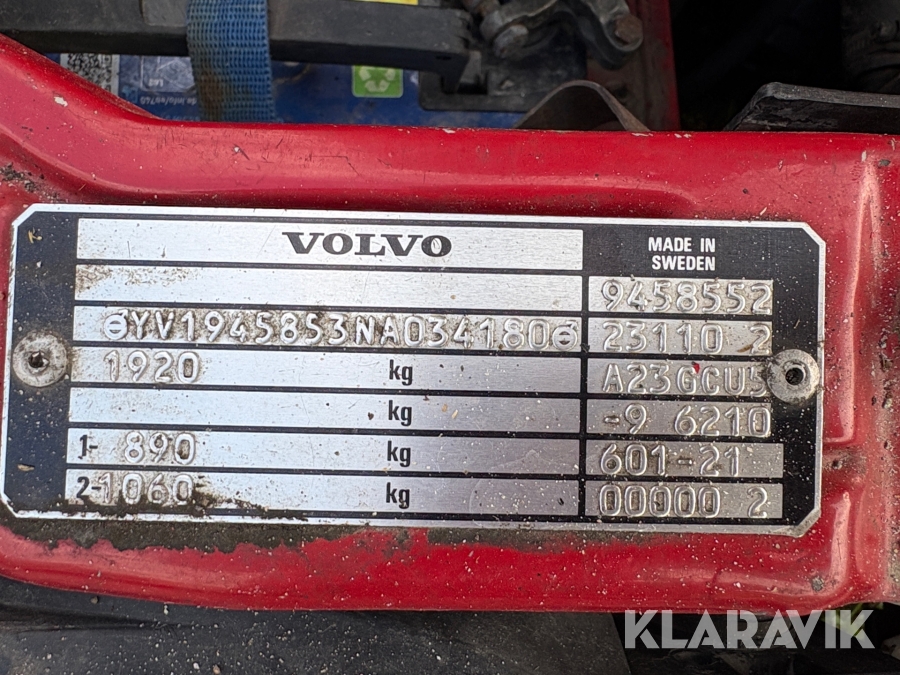 VOLVO
MADE IN
SWEDEN
9458552
YV19458S3NA034180
23110 2
1920 kg
A23GCU5
kg
-9 6210
1- 890 kg
601-21
2- 1060 kg
00000 2
KLARAVIK